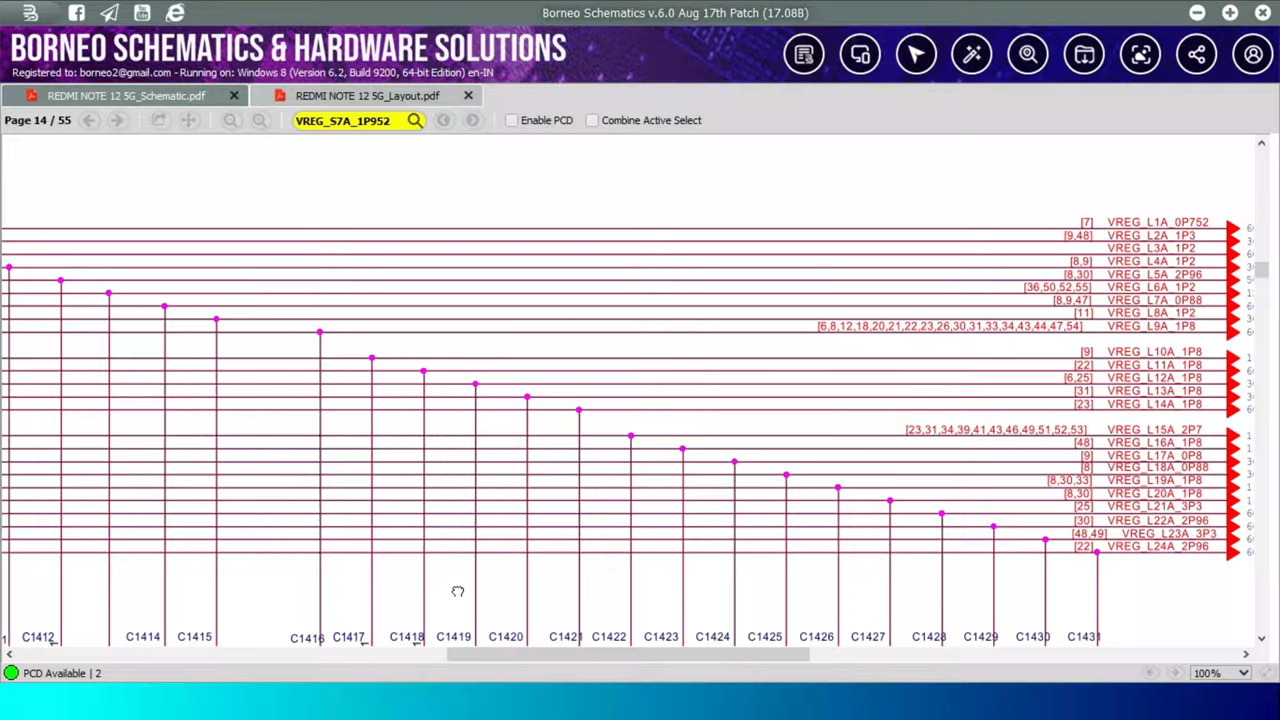 Borneo Schematics v.6.0 Aug 17th Patch (17.08B)
BORNEO SCHEMATICS & HARDWARE SOLUTIONS
Registered to: borneo2@gmail.com - Running on: Windows 8 (Version 6.2, Build 9200, 64-bit Edition) en-IN
REDMI NOTE 12 5G_Schematic.pdf
REDMI NOTE 12 5G_Layout.pdf
Page 14 / 55
VREG_S7A_1P952
Enable PCD
Combine Active Select
[7] VREG_L1A_0P752
[9,48] VREG_L2A_1P3
VREG_L3A_1P2
[8,9] VREG_L4A_1P2
[8,30] VREG_L5A_2P96
[36,50,52,55] VREG_L6A_1P2
[8,9,47] VREG_L7A_0P88
[11] VREG_L8A_1P2
[6,8,12,18,20,21,22,23,26,30,31,33,34,43,44,47,54] VREG_L9A_1P8
[9] VREG_L10A_1P8
[22] VREG_L11A_1P8
[6,25] VREG_L12A_1P8
[31] VREG_L13A_1P8
[23] VREG_L14A_1P8
[23,31,34,39,41,43,46,49,51,52,53] VREG_L15A_2P7
[48] VREG_L16A_1P8
[9] VREG_L17A_0P8
[8] VREG_L18A_0P88
[8,30,33] VREG_L19A_1P8
[8,30] VREG_L20A_1P8
[25] VREG_L21A_3P3
[30] VREG_L22A_2P96
[48,49] VREG_L23A_3P3
[22] VREG_L24A_2P96
C1412 C1414 C1415 C1416 C1417 C1418 C1419 C1420 C1421 C1422 C1423 C1424 C1425 C1426 C1427 C1428 C1429 C1430 C1431
PCD Available | 2
100%